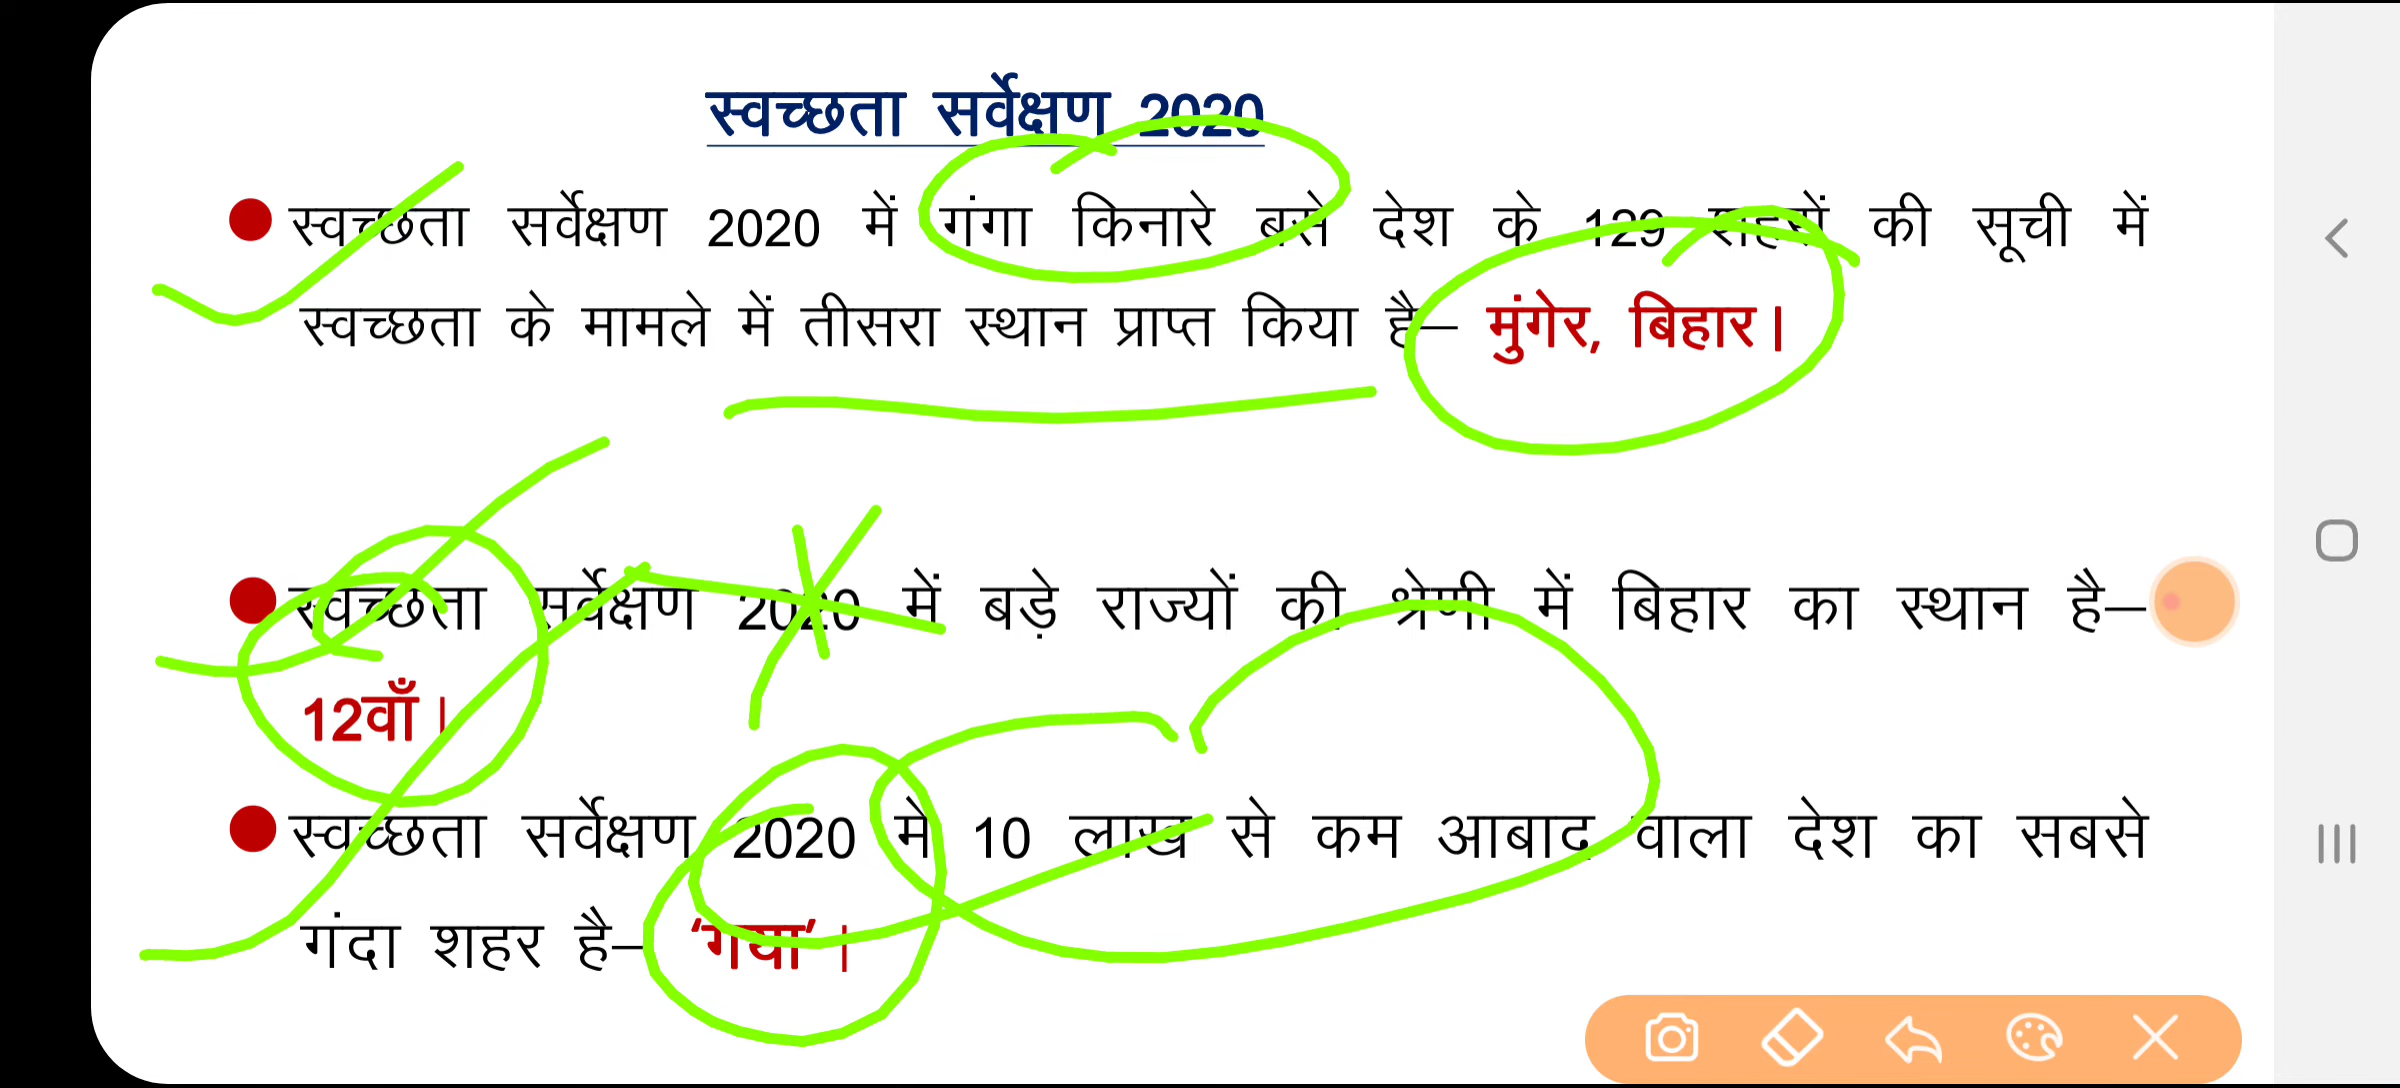 स्वच्छता सर्वेक्षण 2020
स्वच्छता सर्वेक्षण 2020 में गंगा किनारे बसे देश के 129 शहरों की सूची में
स्वच्छता के मामले में तीसरा स्थान प्राप्त किया है– मुंगेर, बिहार।
स्वच्छता सर्वेक्षण 2020 में बड़े राज्यों की श्रेणी में बिहार का स्थान है–
12वाँ।
स्वच्छता सर्वेक्षण 2020 में 10 लाख से कम आबाद वाला देश का सबसे
गंदा शहर है– ‘गया’।